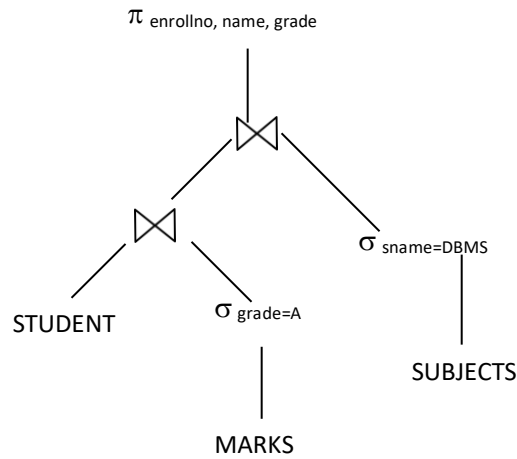 π enrollno, name, grade
σ sname=DBMS
STUDENT
σ grade=A
SUBJECTS
MARKS